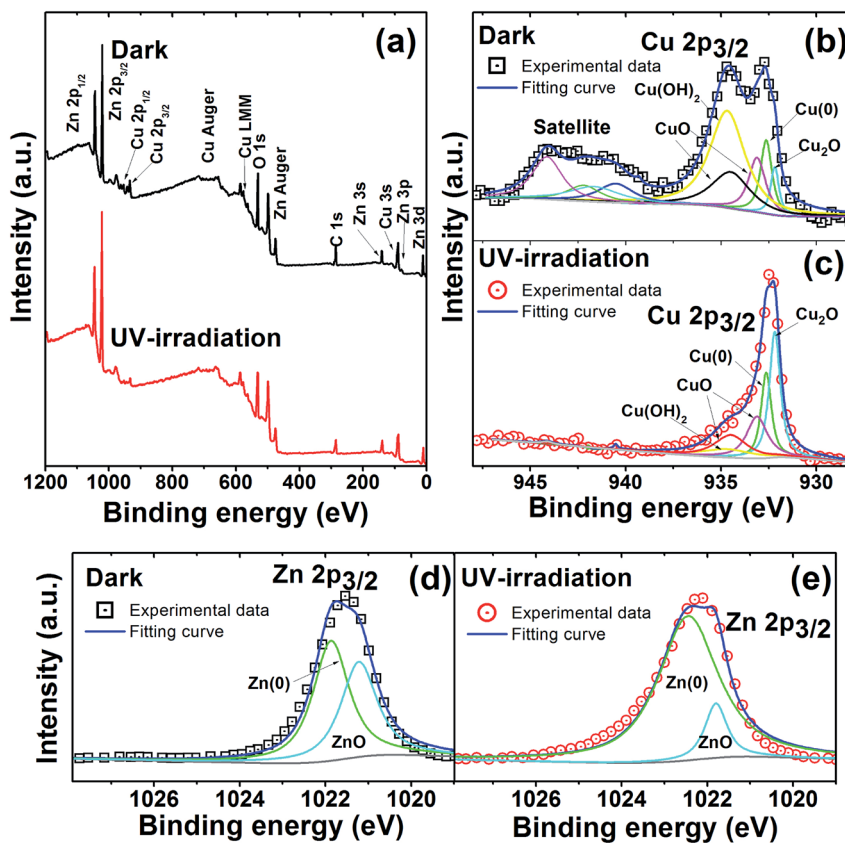 Dark
(a)
Zn 2p1/2
Zn 2p3/2
Cu 2p1/2
Cu 2p3/2
Cu Auger
Cu LMM
O 1s
Zn Auger
C 1s
Zn 3s
Cu 3s
Zn 3p
Zn 3d
UV-irradiation
Intensity (a.u.)
1200 1000 800 600 400 200 0
Binding energy (eV)
Dark
Cu 2p3/2
(b)
Experimental data
Fitting curve
Cu(OH)2
Cu(0)
CuO
Cu2O
Satellite
Intensity (a.u.)
UV-irradiation
(c)
Experimental data
Fitting curve
Cu 2p3/2
Cu2O
Cu(0)
CuO
Cu(OH)2
945 940 935 930
Binding energy (eV)
Dark
Zn 2p3/2
(d)
Experimental data
Fitting curve
Zn(0)
ZnO
Intensity (a.u.)
1026 1024 1022 1020
Binding energy (eV)
UV-irradiation
(e)
Experimental data
Fitting curve
Zn 2p3/2
Zn(0)
ZnO
1026 1024 1022 1020
Binding energy (eV)